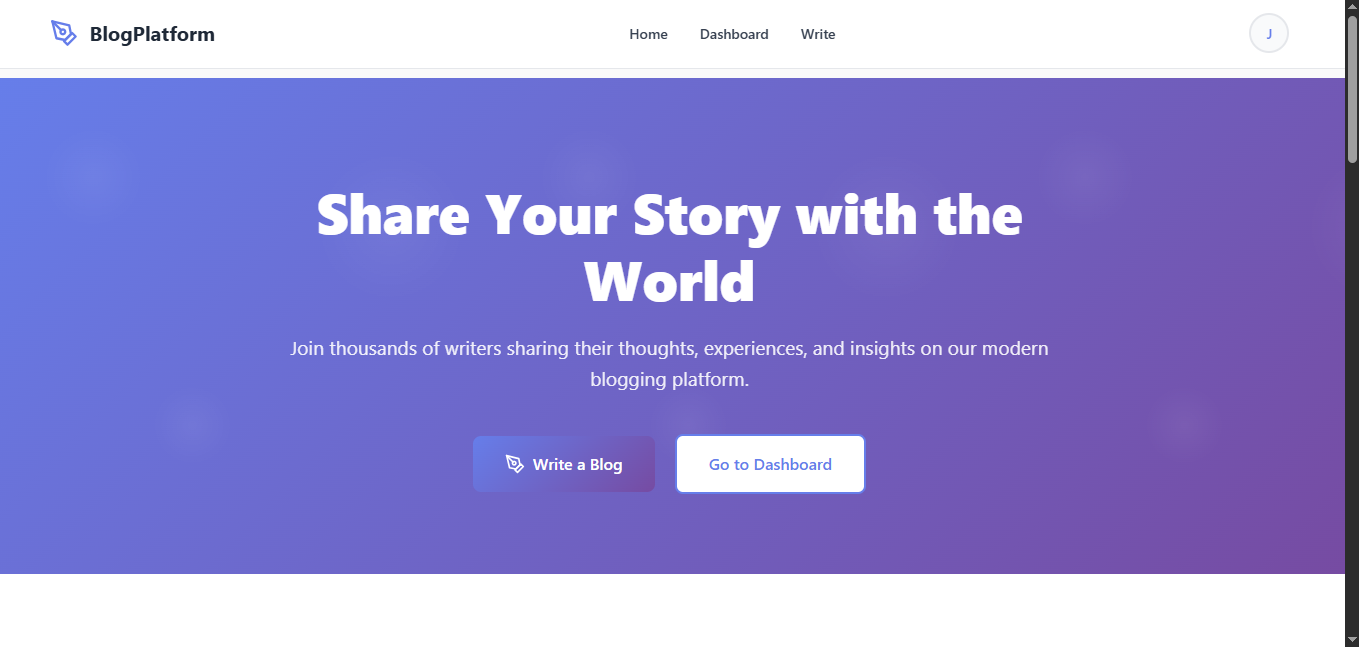 BlogPlatform
Home
Dashboard
Write
J
Share Your Story with the
World
Join thousands of writers sharing their thoughts, experiences, and insights on our modern
blogging platform.
Write a Blog
Go to Dashboard